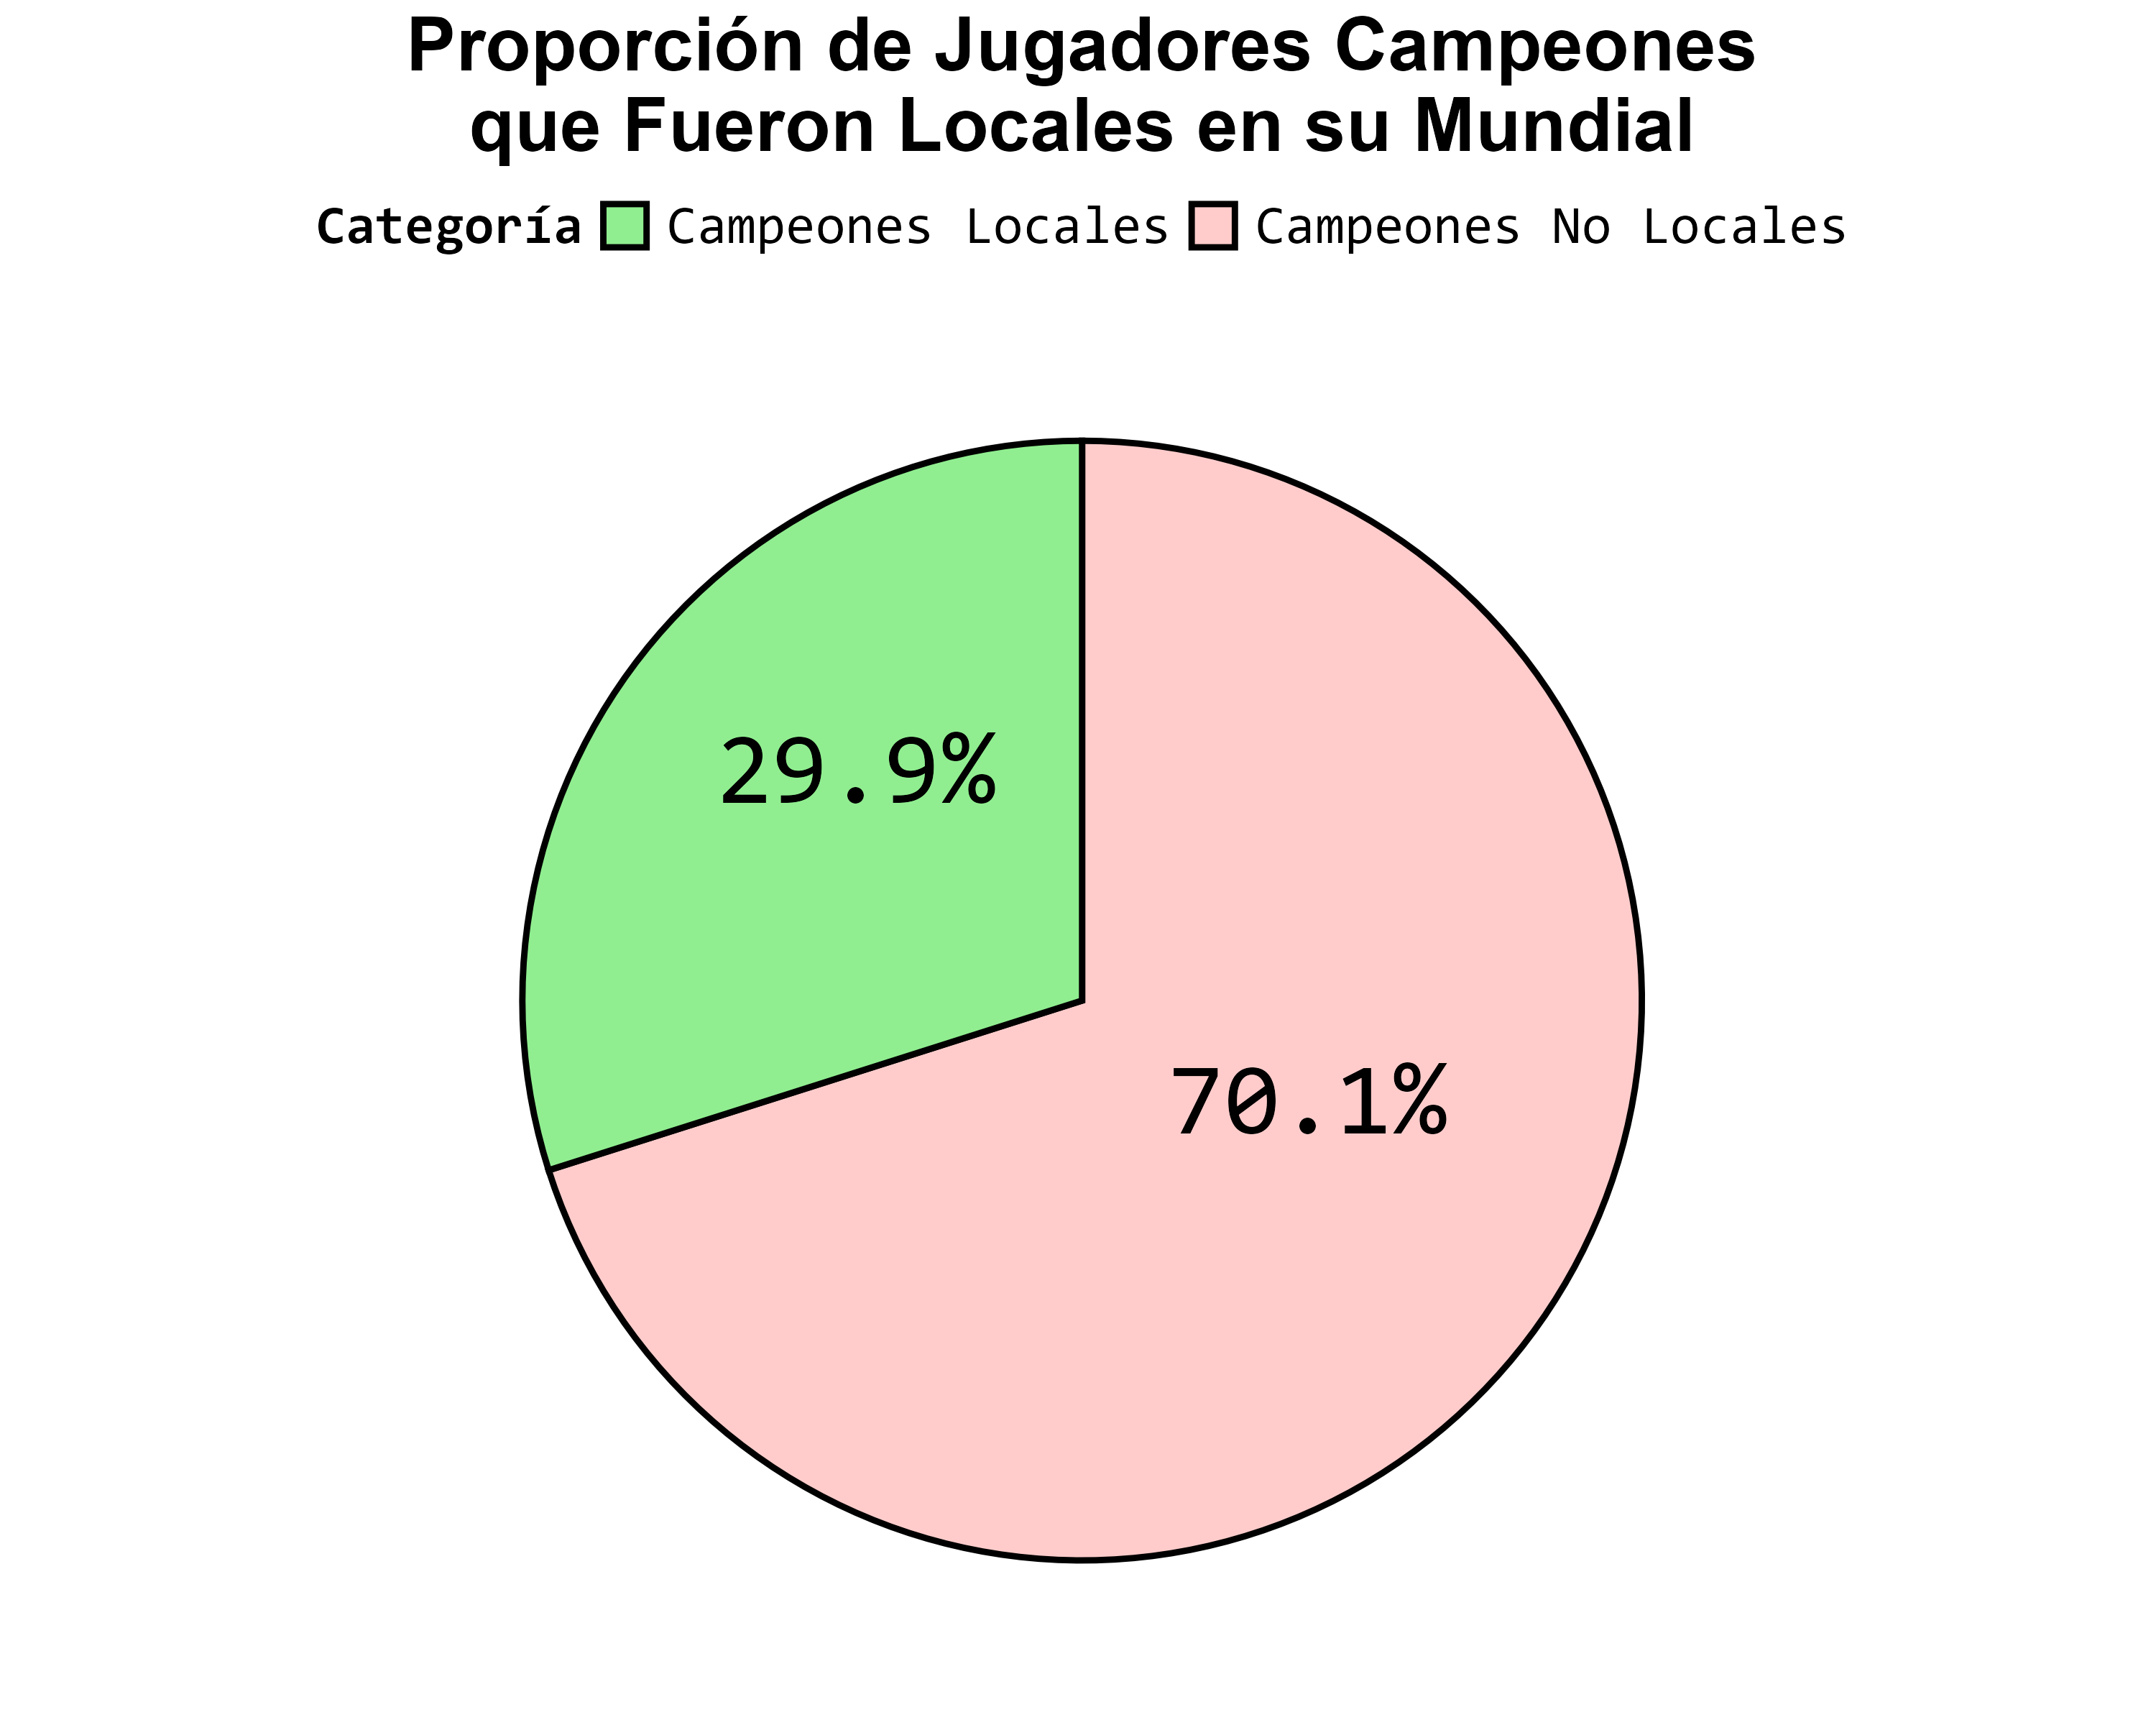 Proporción de Jugadores Campeones
que Fueron Locales en su Mundial
Categoría Campeones Locales Campeones No Locales
29.9%
70.1%